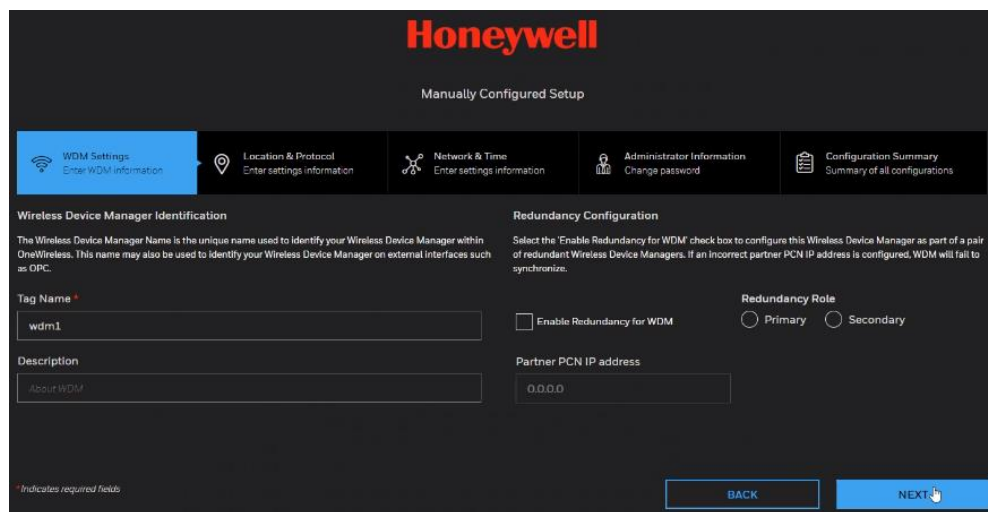 Honeywell
Manually Configured Setup
WDM Settings
Enter WDM information
Location & Protocol
Enter settings information
Network & Time
Enter settings information
Administrator Information
Change password
Configuration Summary
Summary of all configurations
Wireless Device Manager Identification
The Wireless Device Manager Name is the unique name used to identify your Wireless Device Manager within
OneWireless. This name may also be used to identify your Wireless Device Manager on external interfaces such
as OPC.
Tag Name *
wdm1
Description
About WDM
Redundancy Configuration
Select the 'Enable Redundancy for WDM' check box to configure this Wireless Device Manager as part of a pair
of redundant Wireless Device Managers. If an incorrect partner PCN IP address is configured, WDM will fail to
synchronize.
Enable Redundancy for WDM
Redundancy Role
Primary
Secondary
Partner PCN IP address
0.0.0.0
* Indicates required fields
BACK
NEXT